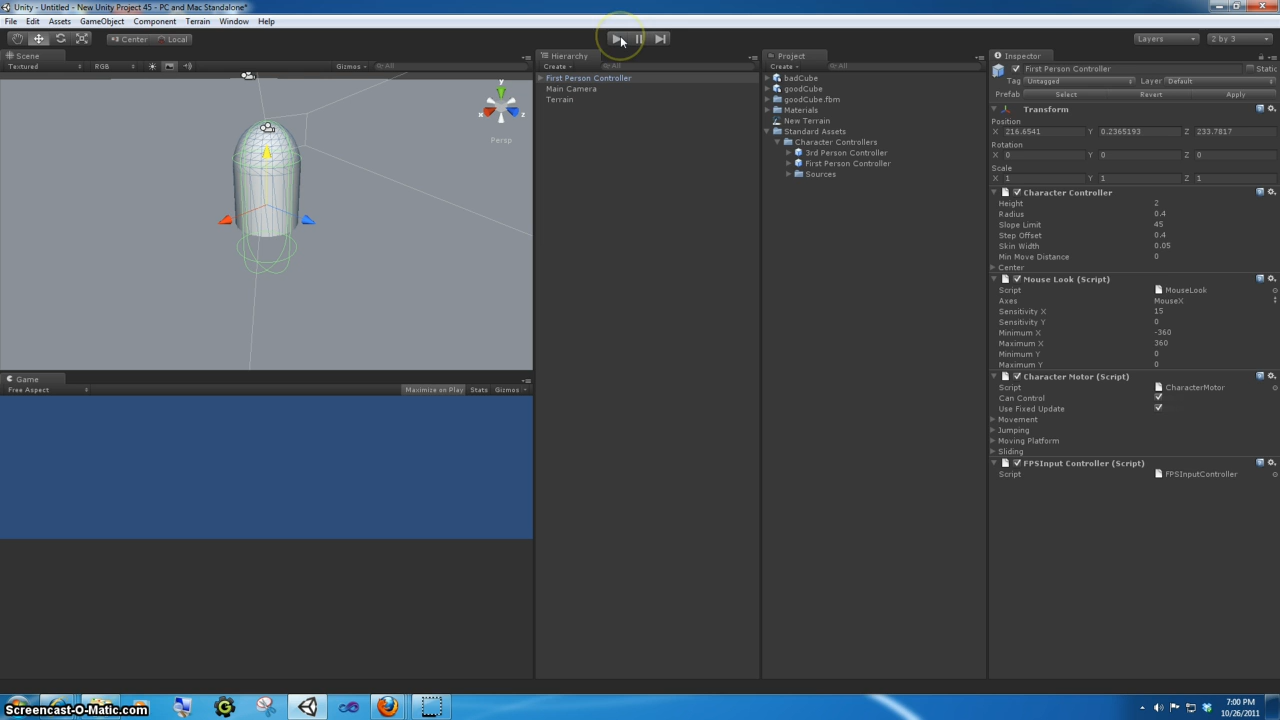 Unity - Untitled - New Unity Project 45 - PC and Mac Standalone*
File Edit Assets GameObject Component Terrain Window Help
Center Local Layers 2 by 3
Scene
Textured RGB Gizmos All
y
x z
Persp
Game
Free Aspect Maximize on Play Stats Gizmos
Hierarchy
Create All
First Person Controller
Main Camera
Terrain
Project
Create All
badCube
goodCube
goodCube.fbm
Materials
New Terrain
Standard Assets
Character Controllers
3rd Person Controller
First Person Controller
Sources
Inspector
First Person Controller Static
Tag Untagged Layer Default
Prefab Select Revert Apply
Transform
Position
X 216.6541 Y 0.2365193 Z 233.7817
Rotation
X 0 Y 0 Z 0
Scale
X 1 Y 1 Z 1
Character Controller
Height 2
Radius 0.4
Slope Limit 45
Step Offset 0.4
Skin Width 0.05
Min Move Distance 0
Center
Mouse Look (Script)
Script MouseLook
Axes MouseX
Sensitivity X 15
Sensitivity Y 0
Minimum X -360
Maximum X 360
Minimum Y 0
Maximum Y 0
Character Motor (Script)
Script CharacterMotor
Can Control
Use Fixed Update
Movement
Jumping
Moving Platform
Sliding
FPSInput Controller (Script)
Script FPSInputController
Screencast-O-Matic.com
7:00 PM
10/26/2011